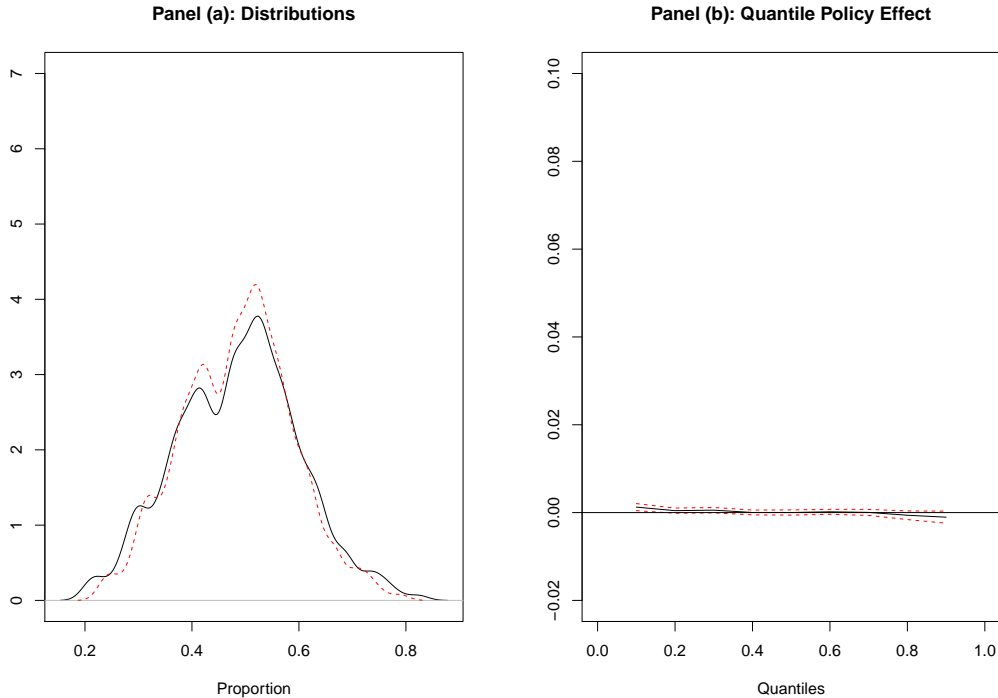 Panel (a): Distributions
7
6
5
4
3
2
1
0
0.2 0.4 0.6 0.8
Proportion
Panel (b): Quantile Policy Effect
0.10
0.08
0.06
0.04
0.02
0.00
−0.02
0.0 0.2 0.4 0.6 0.8 1.0
Quantiles